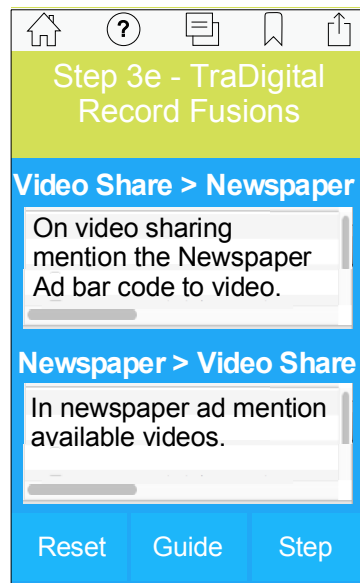 ?
Step 3e - TraDigital
Record Fusions
Video Share > Newspaper
On video sharing
mention the Newspaper
Ad bar code to video.
Newspaper > Video Share
In newspaper ad mention
available videos.
Reset Guide Step